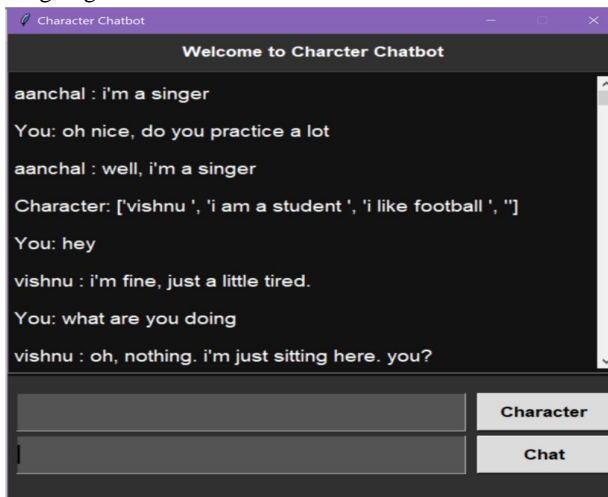 Character Chatbot
Welcome to Charcter Chatbot
aanchal : i'm a singer
You: oh nice, do you practice a lot
aanchal : well, i'm a singer
Character: ['vishnu ', 'i am a student ', 'i like football ', '']
You: hey
vishnu : i'm fine, just a little tired.
You: what are you doing
vishnu : oh, nothing. i'm just sitting here. you?
Character
Chat